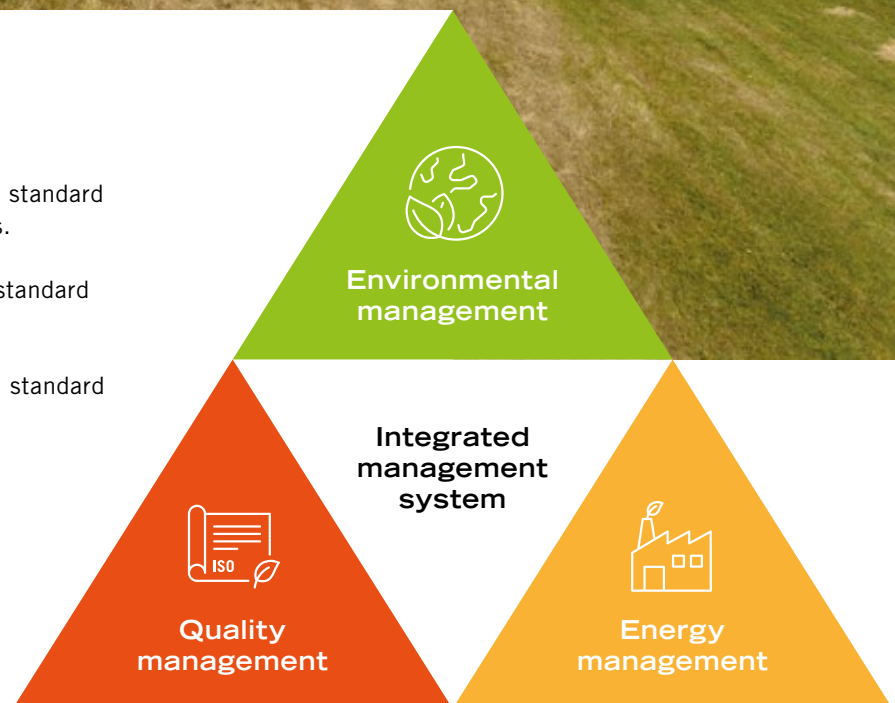 standard
s.
standard
standard
Environmental
management
Integrated
management
system
ISO
Quality
management
Energy
management